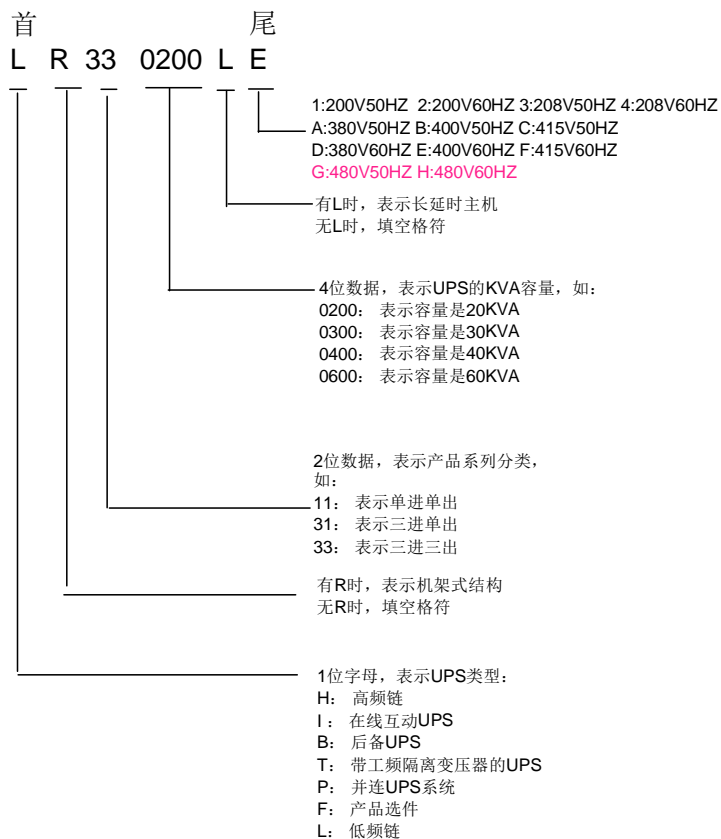 首 尾
L R 33 0200 L E
1:200V50HZ 2:200V60HZ 3:208V50HZ 4:208V60HZ
A:380V50HZ B:400V50HZ C:415V50HZ
D:380V60HZ E:400V60HZ F:415V60HZ
G:480V50HZ H:480V60HZ
有L时，表示长延时主机
无L时，填空格符
4位数据，表示UPS的KVA容量，如：
0200： 表示容量是20KVA
0300： 表示容量是30KVA
0400： 表示容量是40KVA
0600： 表示容量是60KVA
2位数据，表示产品系列分类，
如：
11： 表示单进单出
31： 表示三进单出
33： 表示三进三出
有R时，表示机架式结构
无R时，填空格符
1位字母，表示UPS类型：
H： 高频链
I： 在线互动UPS
B： 后备UPS
T： 带工频隔离变压器的UPS
P： 并连UPS系统
F： 产品选件
L： 低频链